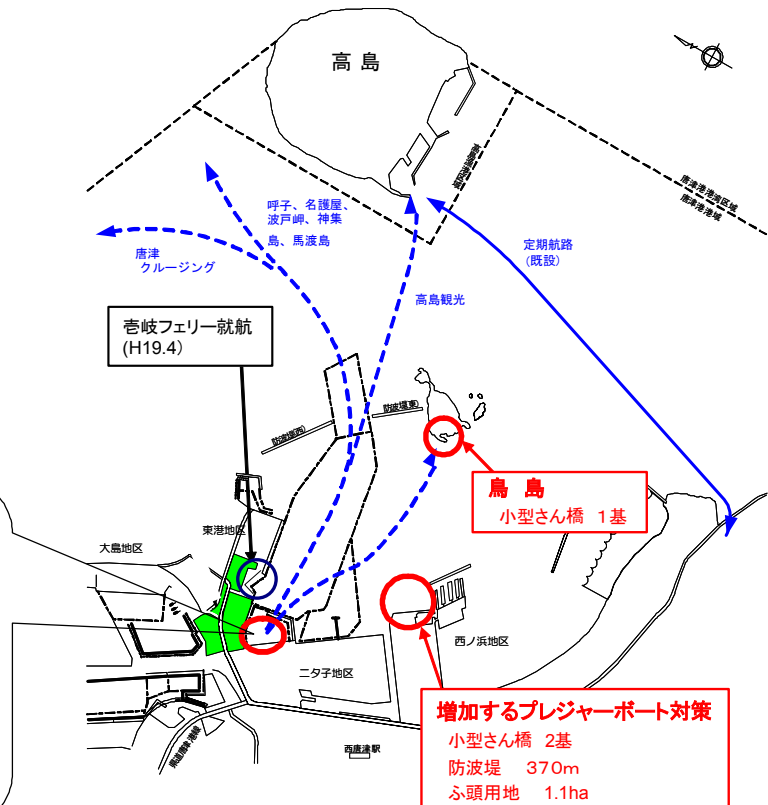 高 島
高島港区域
唐津港港湾区域
唐津港港域
呼子、名護屋、
波戸岬、神集
島、馬渡島
定期航路
(既設)
唐津
クルージング
高島観光
壱岐フェリー就航
(H19.4)
防波堤(西)
防波堤東
鳥 島
小型さん橋 1基
東港地区
大島地区
西ノ浜地区
二タ子地区
西唐津駅
増加するプレジャーボート対策
小型さん橋 2基
防波堤 370m
ふ頭用地 1.1ha